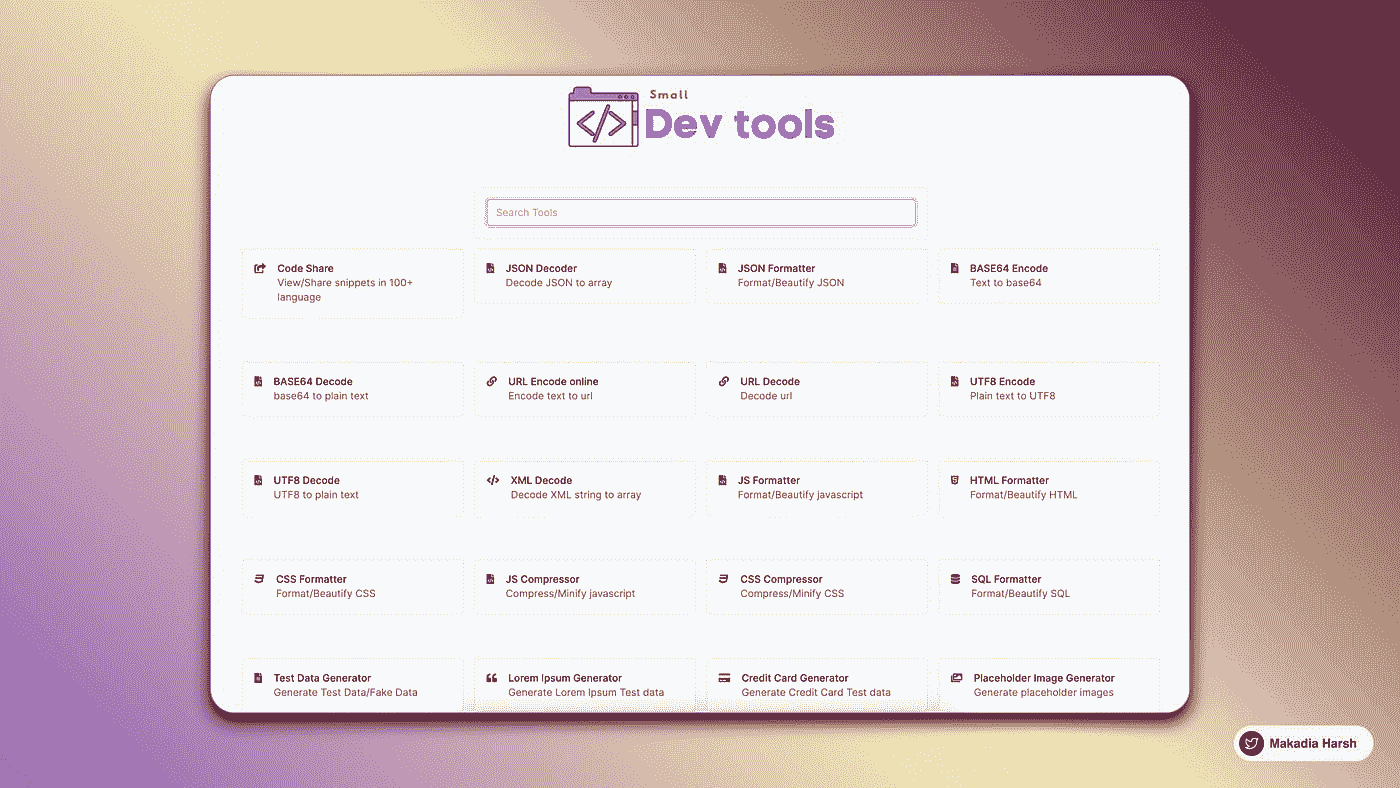 Small
Dev tools
Search Tools
Code Share
View/Share snippets in 100+
language
JSON Decoder
Decode JSON to array
JSON Formatter
Format/Beautify JSON
BASE64 Encode
Text to base64
BASE64 Decode
base64 to plain text
URL Encode online
Encode text to url
URL Decode
Decode url
UTF8 Encode
Plain text to UTF8
UTF8 Decode
UTF8 to plain text
XML Decode
Decode XML string to array
JS Formatter
Format/Beautify javascript
HTML Formatter
Format/Beautify HTML
CSS Formatter
Format/Beautify CSS
JS Compressor
Compress/Minify javascript
CSS Compressor
Compress/Minify CSS
SQL Formatter
Format/Beautify SQL
Test Data Generator
Generate Test Data/Fake Data
Lorem Ipsum Generator
Generate Lorem Ipsum Test data
Credit Card Generator
Generate Credit Card Test data
Placeholder Image Generator
Generate placeholder images
Makadia Harsh